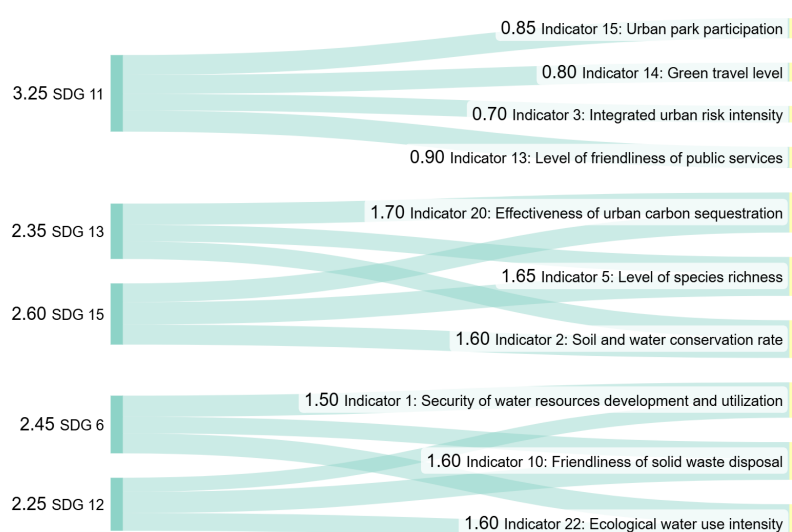 0.85 Indicator 15: Urban park participation
0.80 Indicator 14: Green travel level
3.25 SDG 11
0.70 Indicator 3: Integrated urban risk intensity
0.90 Indicator 13: Level of friendliness of public services
1.70 Indicator 20: Effectiveness of urban carbon sequestration
2.35 SDG 13
1.65 Indicator 5: Level of species richness
2.60 SDG 15
1.60 Indicator 2: Soil and water conservation rate
1.50 Indicator 1: Security of water resources development and utilization
2.45 SDG 6
1.60 Indicator 10: Friendliness of solid waste disposal
2.25 SDG 12
1.60 Indicator 22: Ecological water use intensity